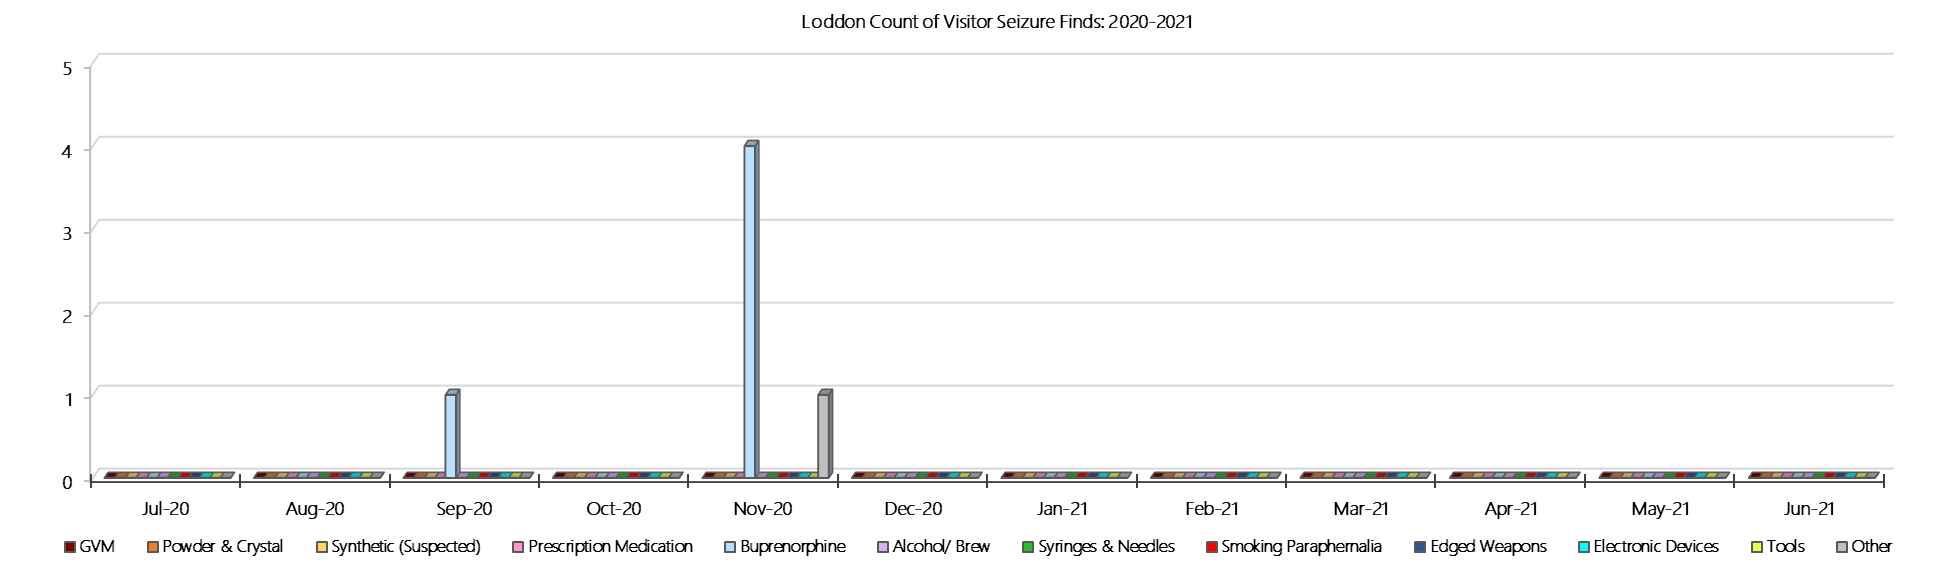 Loddon Count of Visitor Seizure Finds: 2020-2021
5
4
3
2
1
0
Jul-20 Aug-20 Sep-20 Oct-20 Nov-20 Dec-20 Jan-21 Feb-21 Mar-21 Apr-21 May-21 Jun-21
GVM Powder & Crystal Synthetic (Suspected) Prescription Medication Buprenorphine Alcohol/ Brew Syringes & Needles Smoking Paraphernalia Edged Weapons Electronic Devices Tools Other